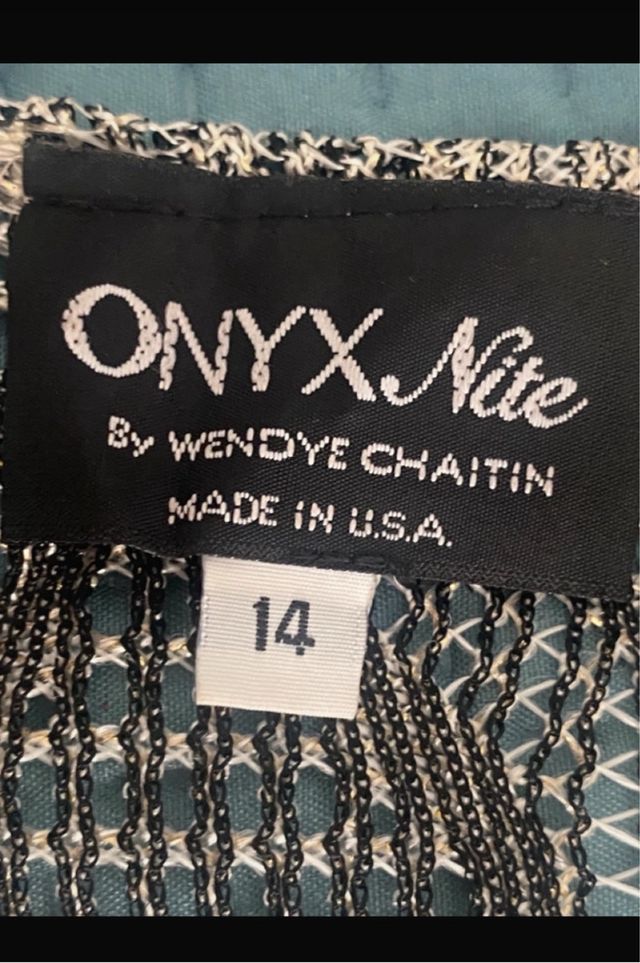 ONYX Nite
By WENDYE CHAITIN
MADE IN U.S.A.
14